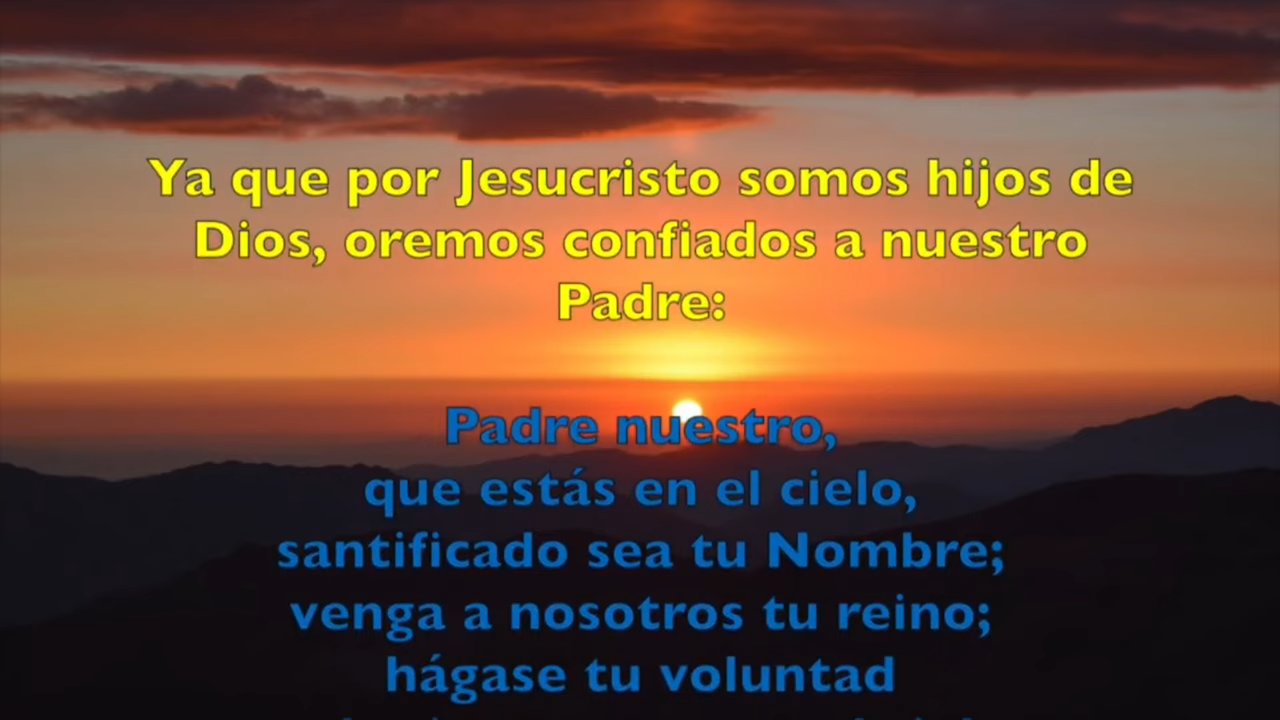 Ya que por Jesucristo somos hijos de
Dios, oremos confiados a nuestro
Padre:
Padre nuestro,
que estás en el cielo,
santificado sea tu Nombre;
venga a nosotros tu reino;
hágase tu voluntad